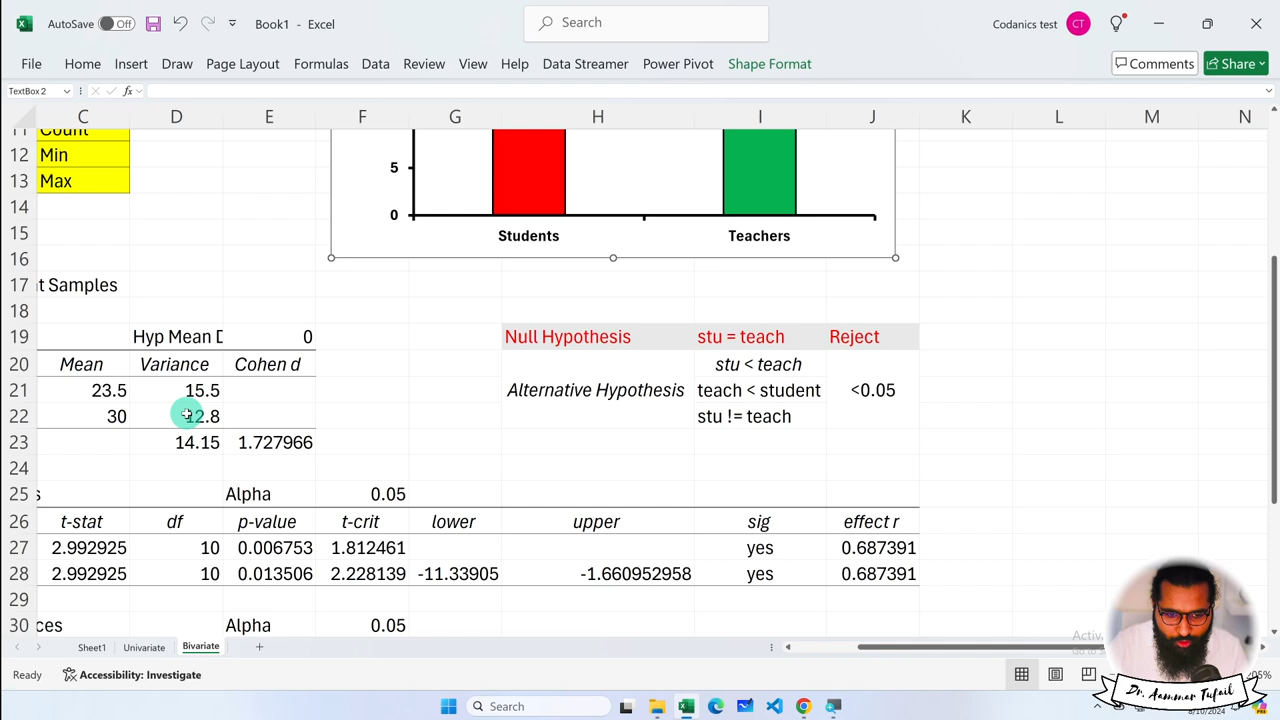 AutoSave Off Book1 - Excel Search Codanics test CT
File Home Insert Draw Page Layout Formulas Data Review View Help Data Streamer Power Pivot Shape Format Comments Share
TextBox 2 fx
C D E F G H I J K L M N
11 Count
12 Min 5
13 Max
14 0
15 Students Teachers
16
17 t Samples
18
19 Hyp Mean D 0 Null Hypothesis stu = teach Reject
20 Mean Variance Cohen d stu < teach
21 23.5 15.5 Alternative Hypothesis teach < student <0.05
22 30 12.8 stu != teach
23 14.15 1.727966
24
25 s Alpha 0.05
26 t-stat df p-value t-crit lower upper sig effect r
27 2.992925 10 0.006753 1.812461 yes 0.687391
28 2.992925 10 0.013506 2.228139 -11.33905 -1.660952958 yes 0.687391
29
30 ces Alpha 0.05
Sheet1 Univariate Bivariate
Ready Accessibility: Investigate
Dr. Aammar Tufail
Search
8/10/2024